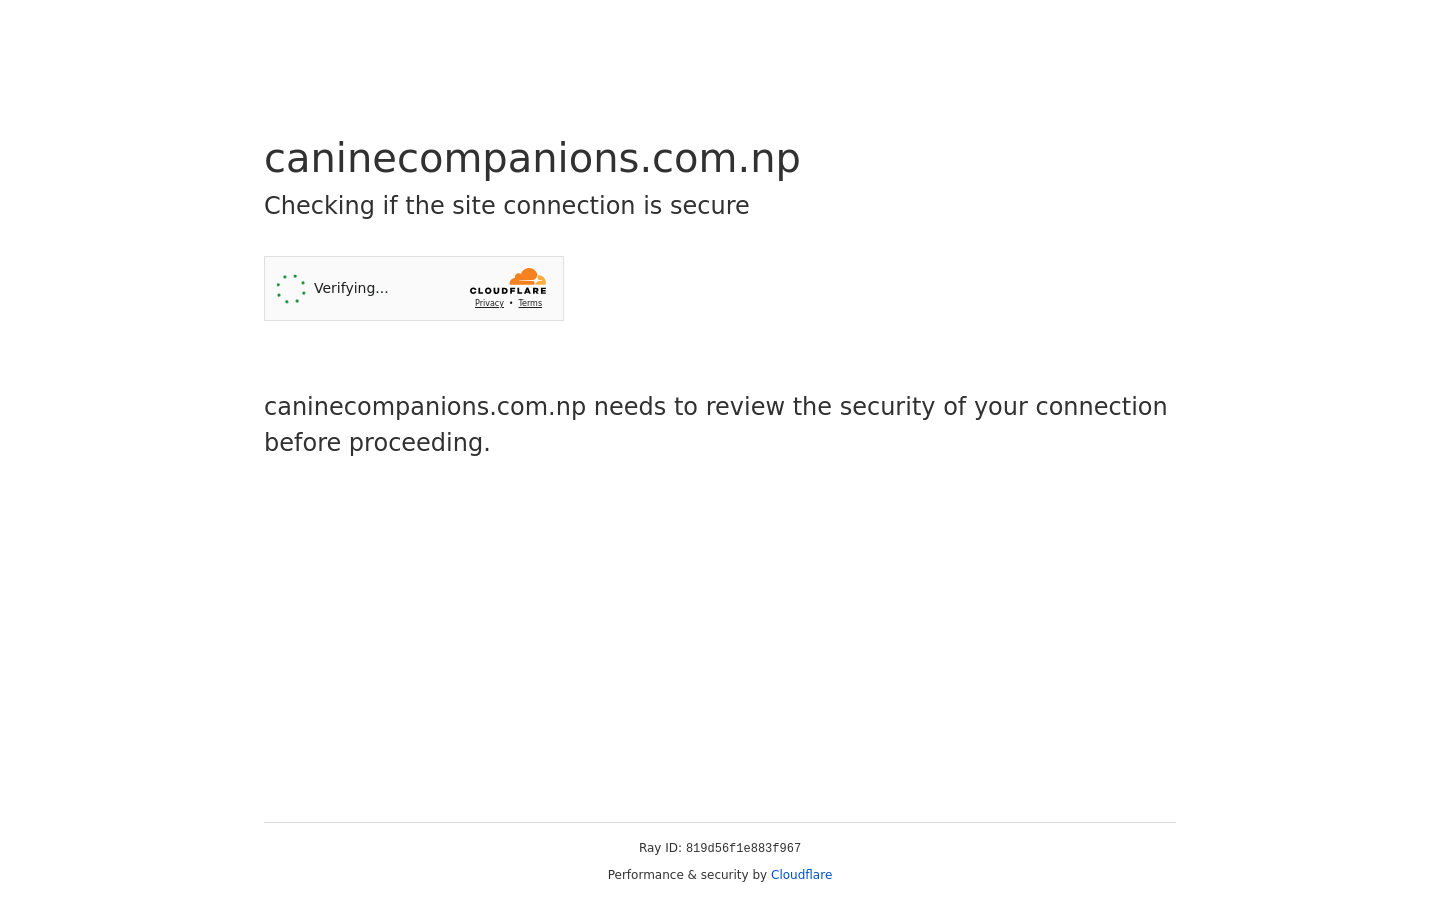 caninecompanions.com.np
Checking if the site connection is secure
Verifying...
CLOUDFLARE
Privacy • Terms
caninecompanions.com.np needs to review the security of your connection
before proceeding.
Ray ID: 819d56f1e883f967
Performance & security by Cloudflare